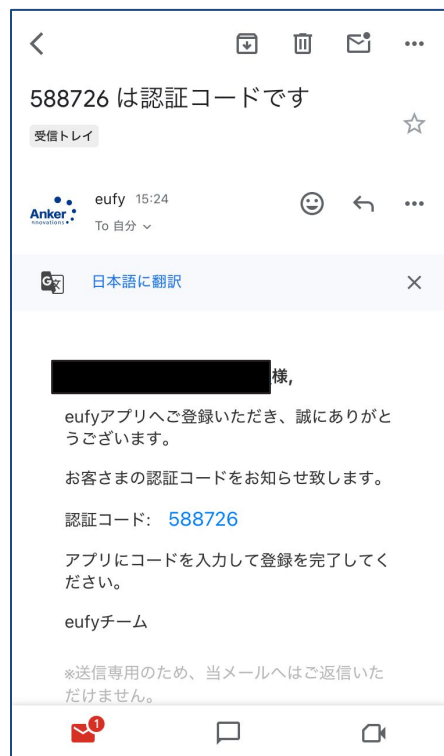 588726 は認証コードです
受信トレイ
eufy 15:24
Anker
Innovations
To 自分
日本語に翻訳
様,
eufyアプリへご登録いただき、誠にありがと
うございます。
お客さまの認証コードをお知らせ致します。
認証コード: 588726
アプリにコードを入力して登録を完了してく
ださい。
eufyチーム
※送信専用のため、当メールへはご返信いた
だけません。
1